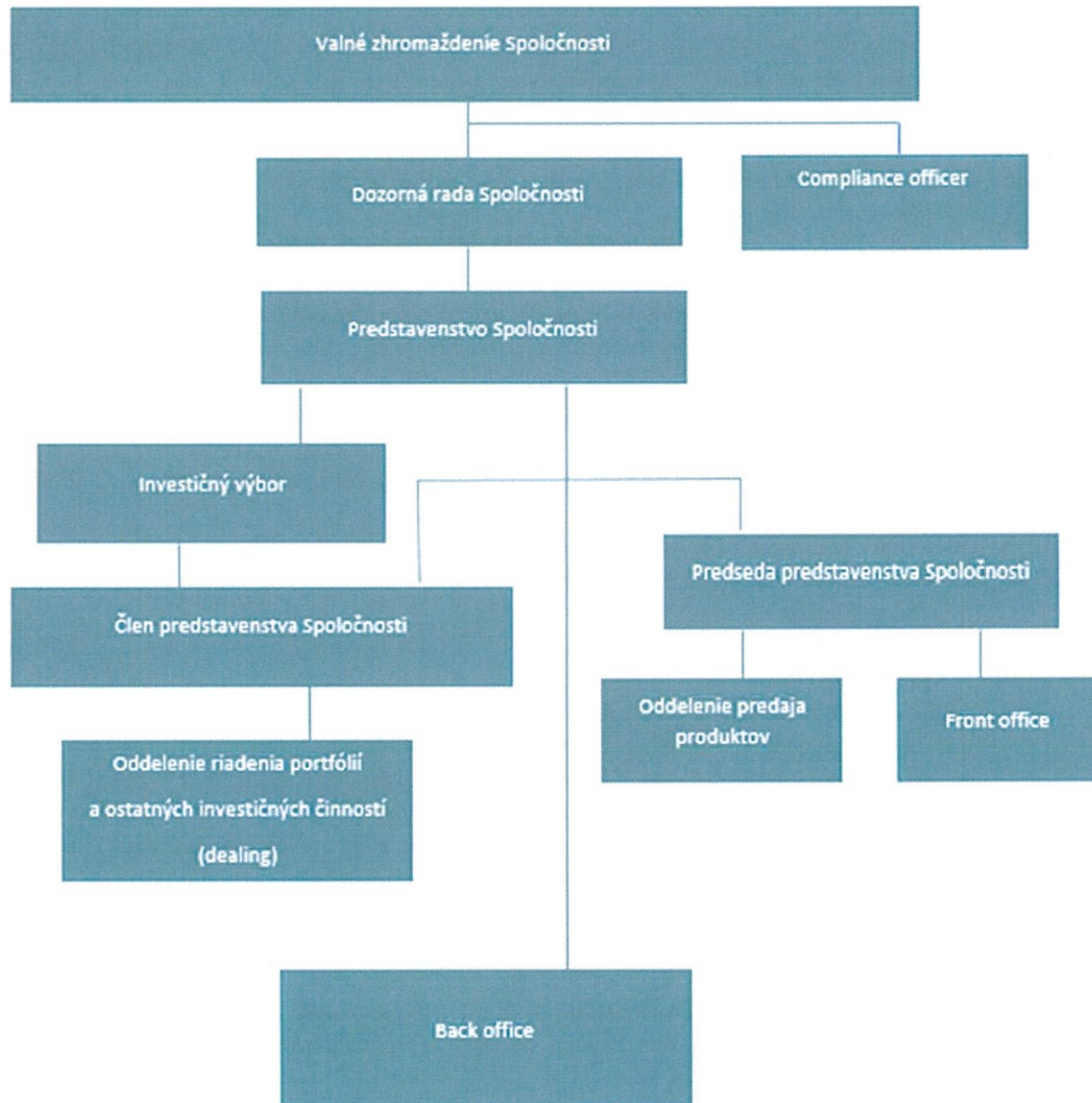 Valné zhromaždenie Spoločnosti
Compliance officer
Dozorná rada Spoločnosti
Predstavenstvo Spoločnosti
Investičný výbor
Predseda predstavenstva Spoločnosti
Člen predstavenstva Spoločnosti
Oddelenie predaja
produktov
Front office
Oddelenie riadenia portfólií
a ostatných investičných činností
(dealing)
Back office